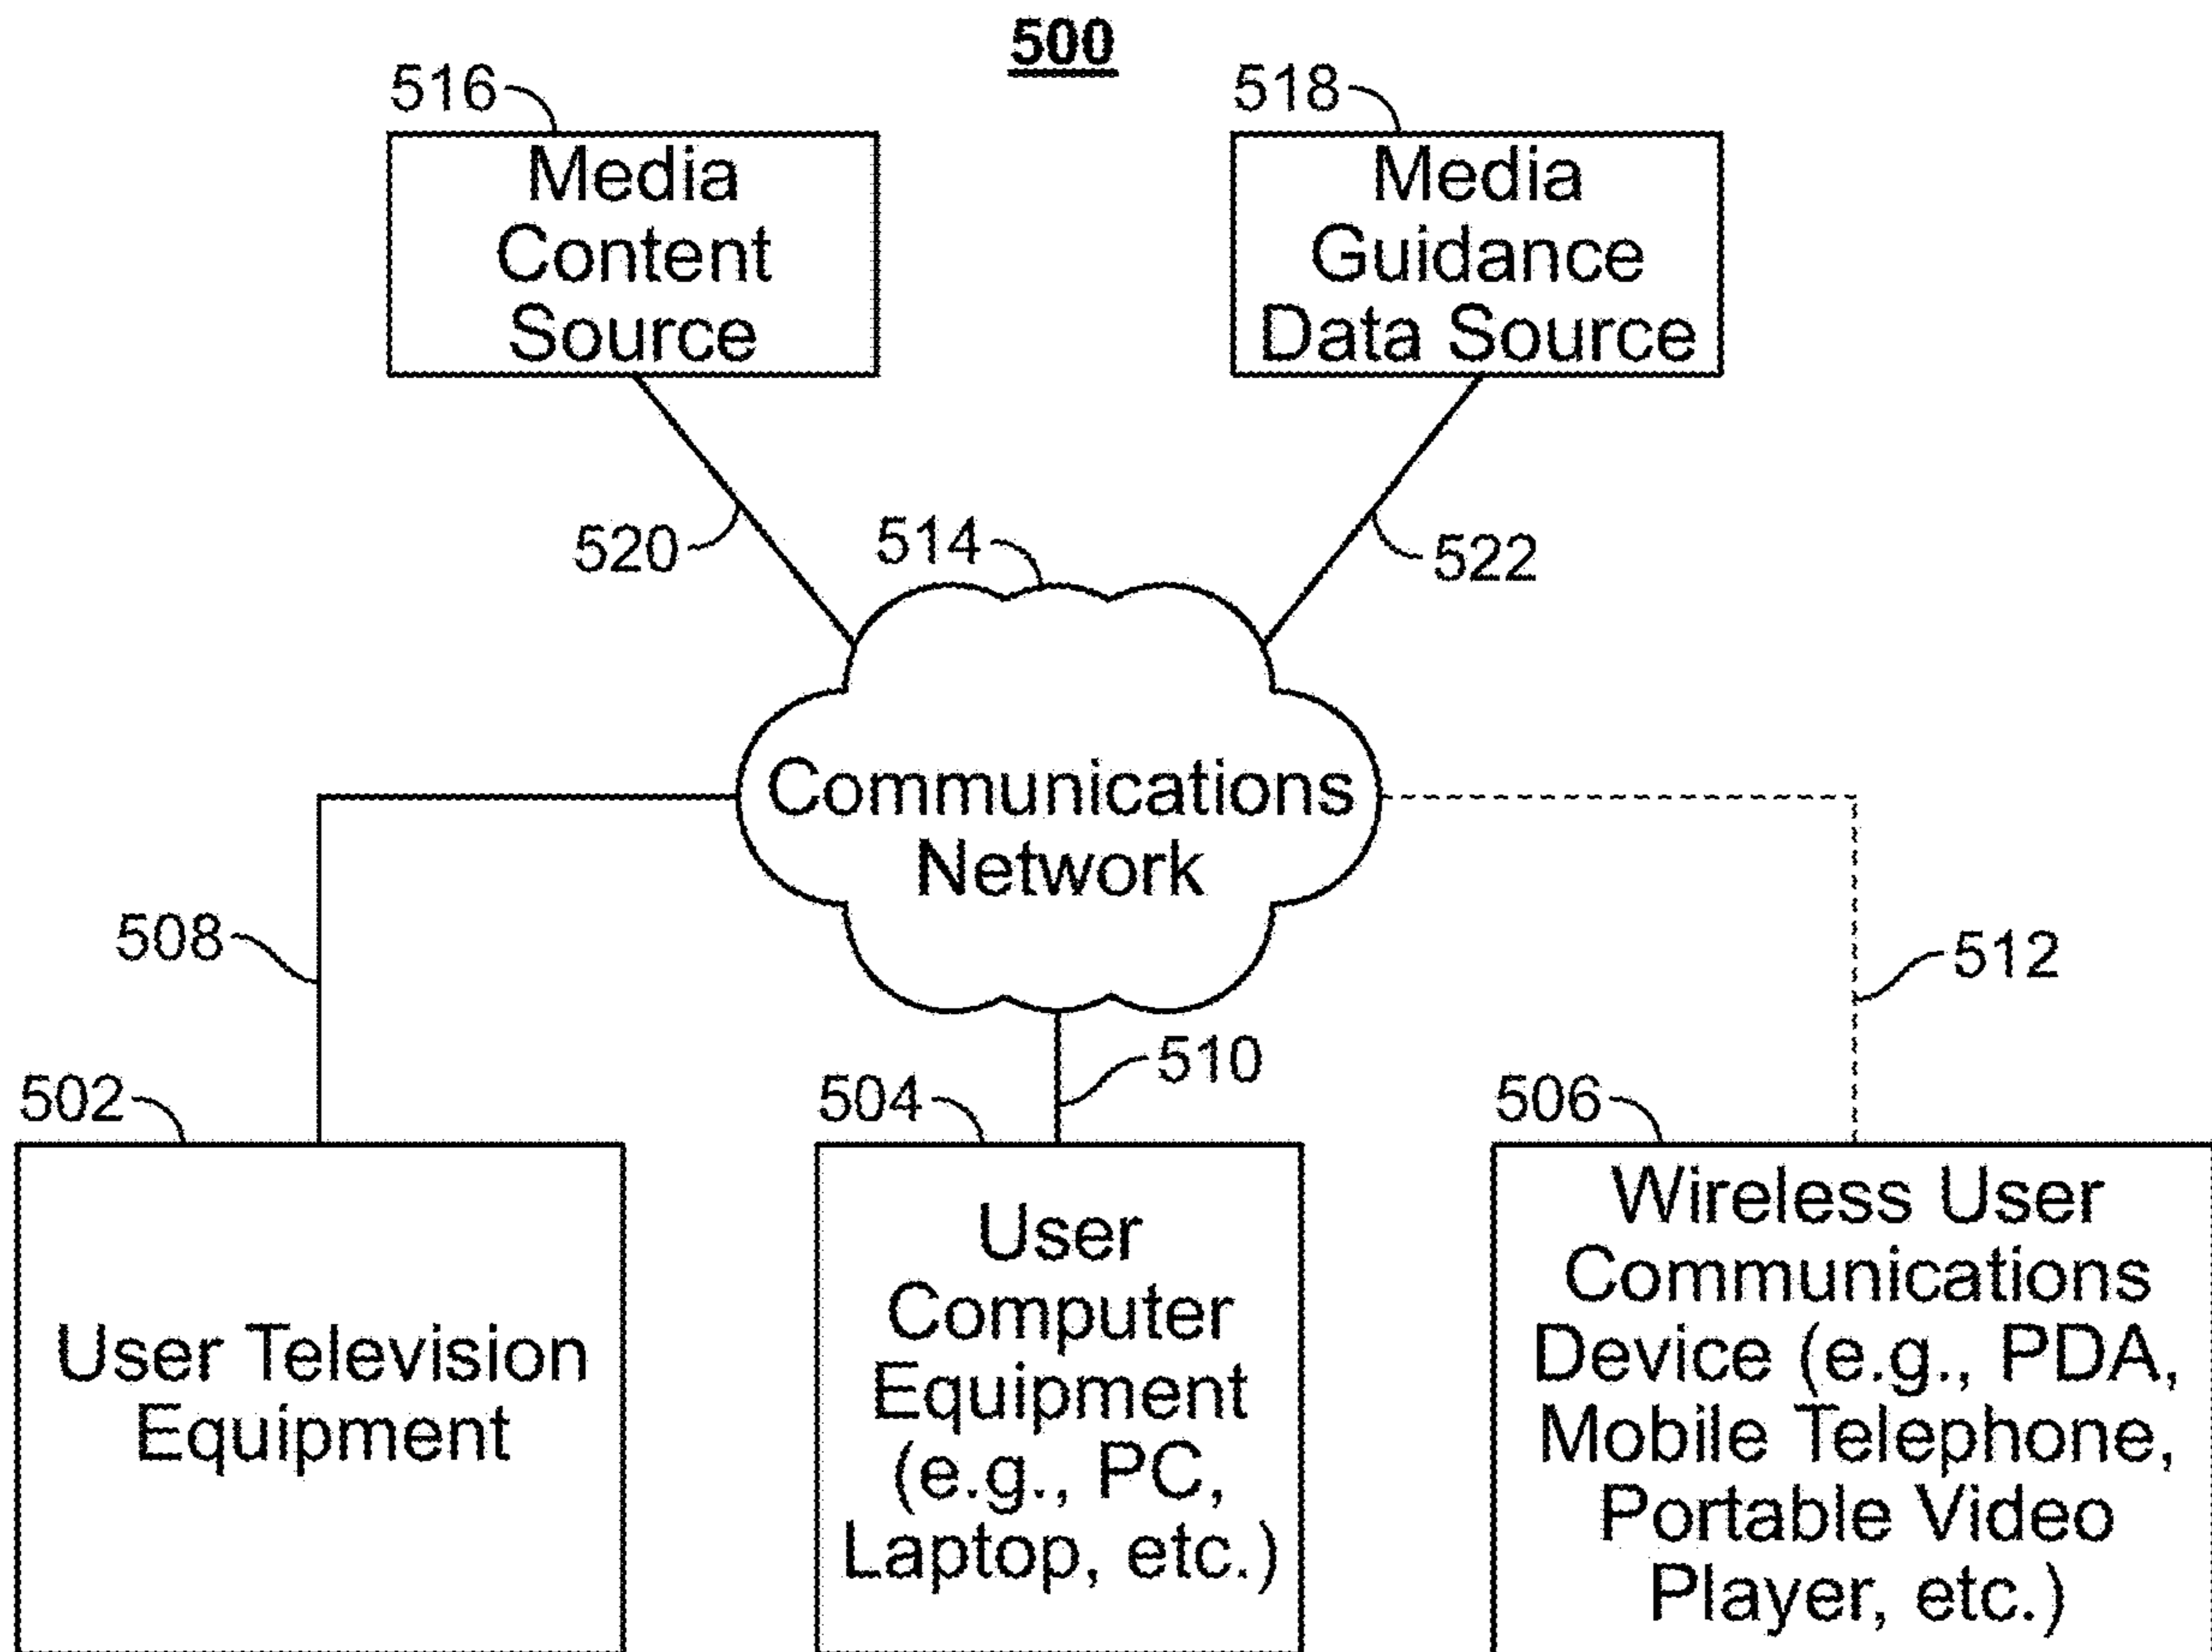 500
516
518
Media
Content
Source
Media
Guidance
Data Source
520
514
522
Communications
Network
508
512
510
502
504
506
User Television
Equipment
User
Computer
Equipment
(e.g., PC,
Laptop, etc.)
Wireless User
Communications
Device (e.g., PDA,
Mobile Telephone,
Portable Video
Player, etc.)